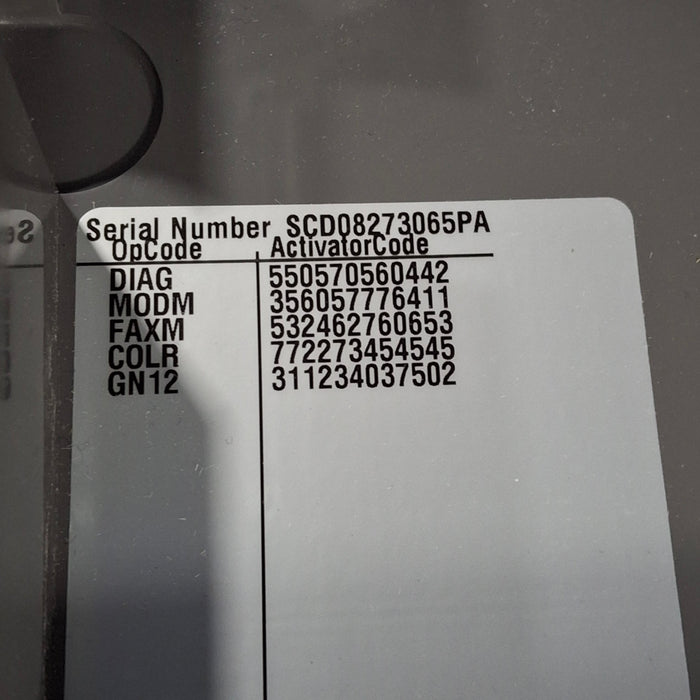 Serial Number SCD08273065PA
OpCode ActivatorCode
DIAG 550570560442
MODM 356057776411
FAXM 532462760653
COLR 772273454545
GN12 311234037502